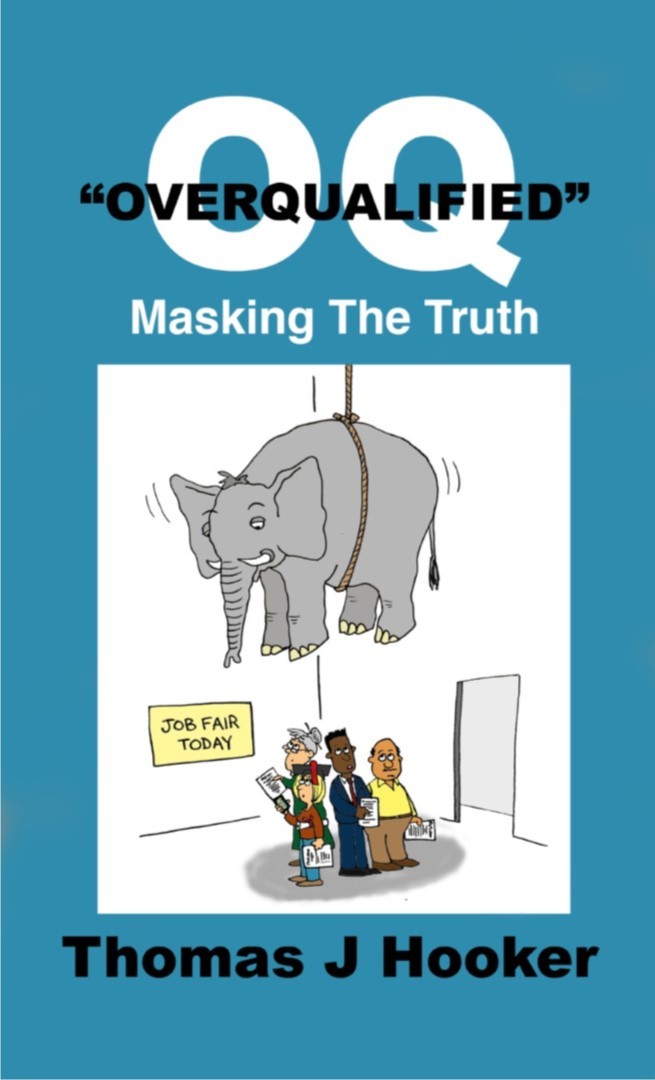 OQ
“OVERQUALIFIED”
Masking The Truth
JOB FAIR
TODAY
Thomas J Hooker